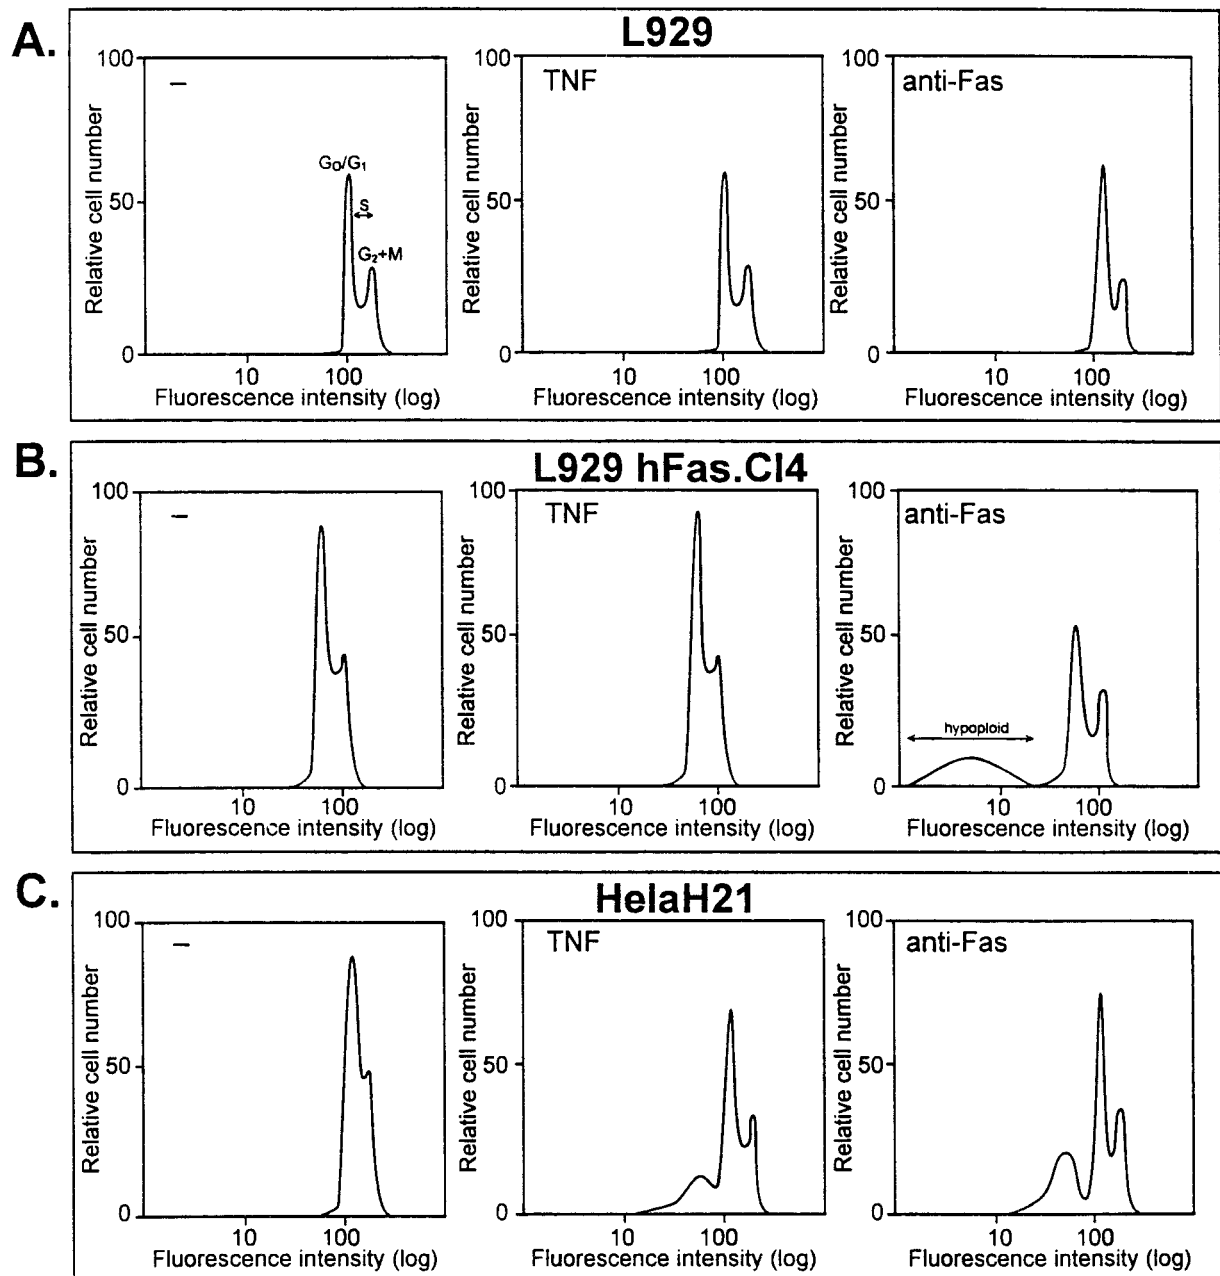 A.
L929
100
50
0
Relative cell number
–
G0/G1
S
G2+M
10 100
Fluorescence intensity (log)
100
50
0
Relative cell number
TNF
10 100
Fluorescence intensity (log)
100
50
0
Relative cell number
anti-Fas
10 100
Fluorescence intensity (log)
B.
L929 hFas.Cl4
100
50
0
Relative cell number
–
10 100
Fluorescence intensity (log)
100
50
0
Relative cell number
TNF
10 100
Fluorescence intensity (log)
100
50
0
Relative cell number
anti-Fas
hypoploid
10 100
Fluorescence intensity (log)
C.
HelaH21
100
50
0
Relative cell number
–
10 100
Fluorescence intensity (log)
100
50
0
Relative cell number
TNF
10 100
Fluorescence intensity (log)
100
50
0
Relative cell number
anti-Fas
10 100
Fluorescence intensity (log)